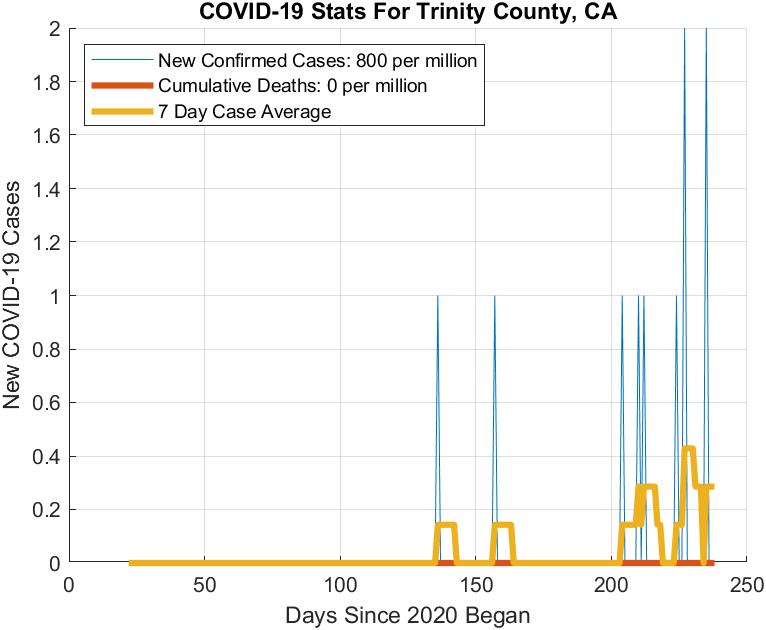 COVID-19 Stats For Trinity County, CA
New Confirmed Cases: 800 per million
Cumulative Deaths: 0 per million
7 Day Case Average
New COVID-19 Cases
2
1.8
1.6
1.4
1.2
1
0.8
0.6
0.4
0.2
0
0 50 100 150 200 250
Days Since 2020 Began